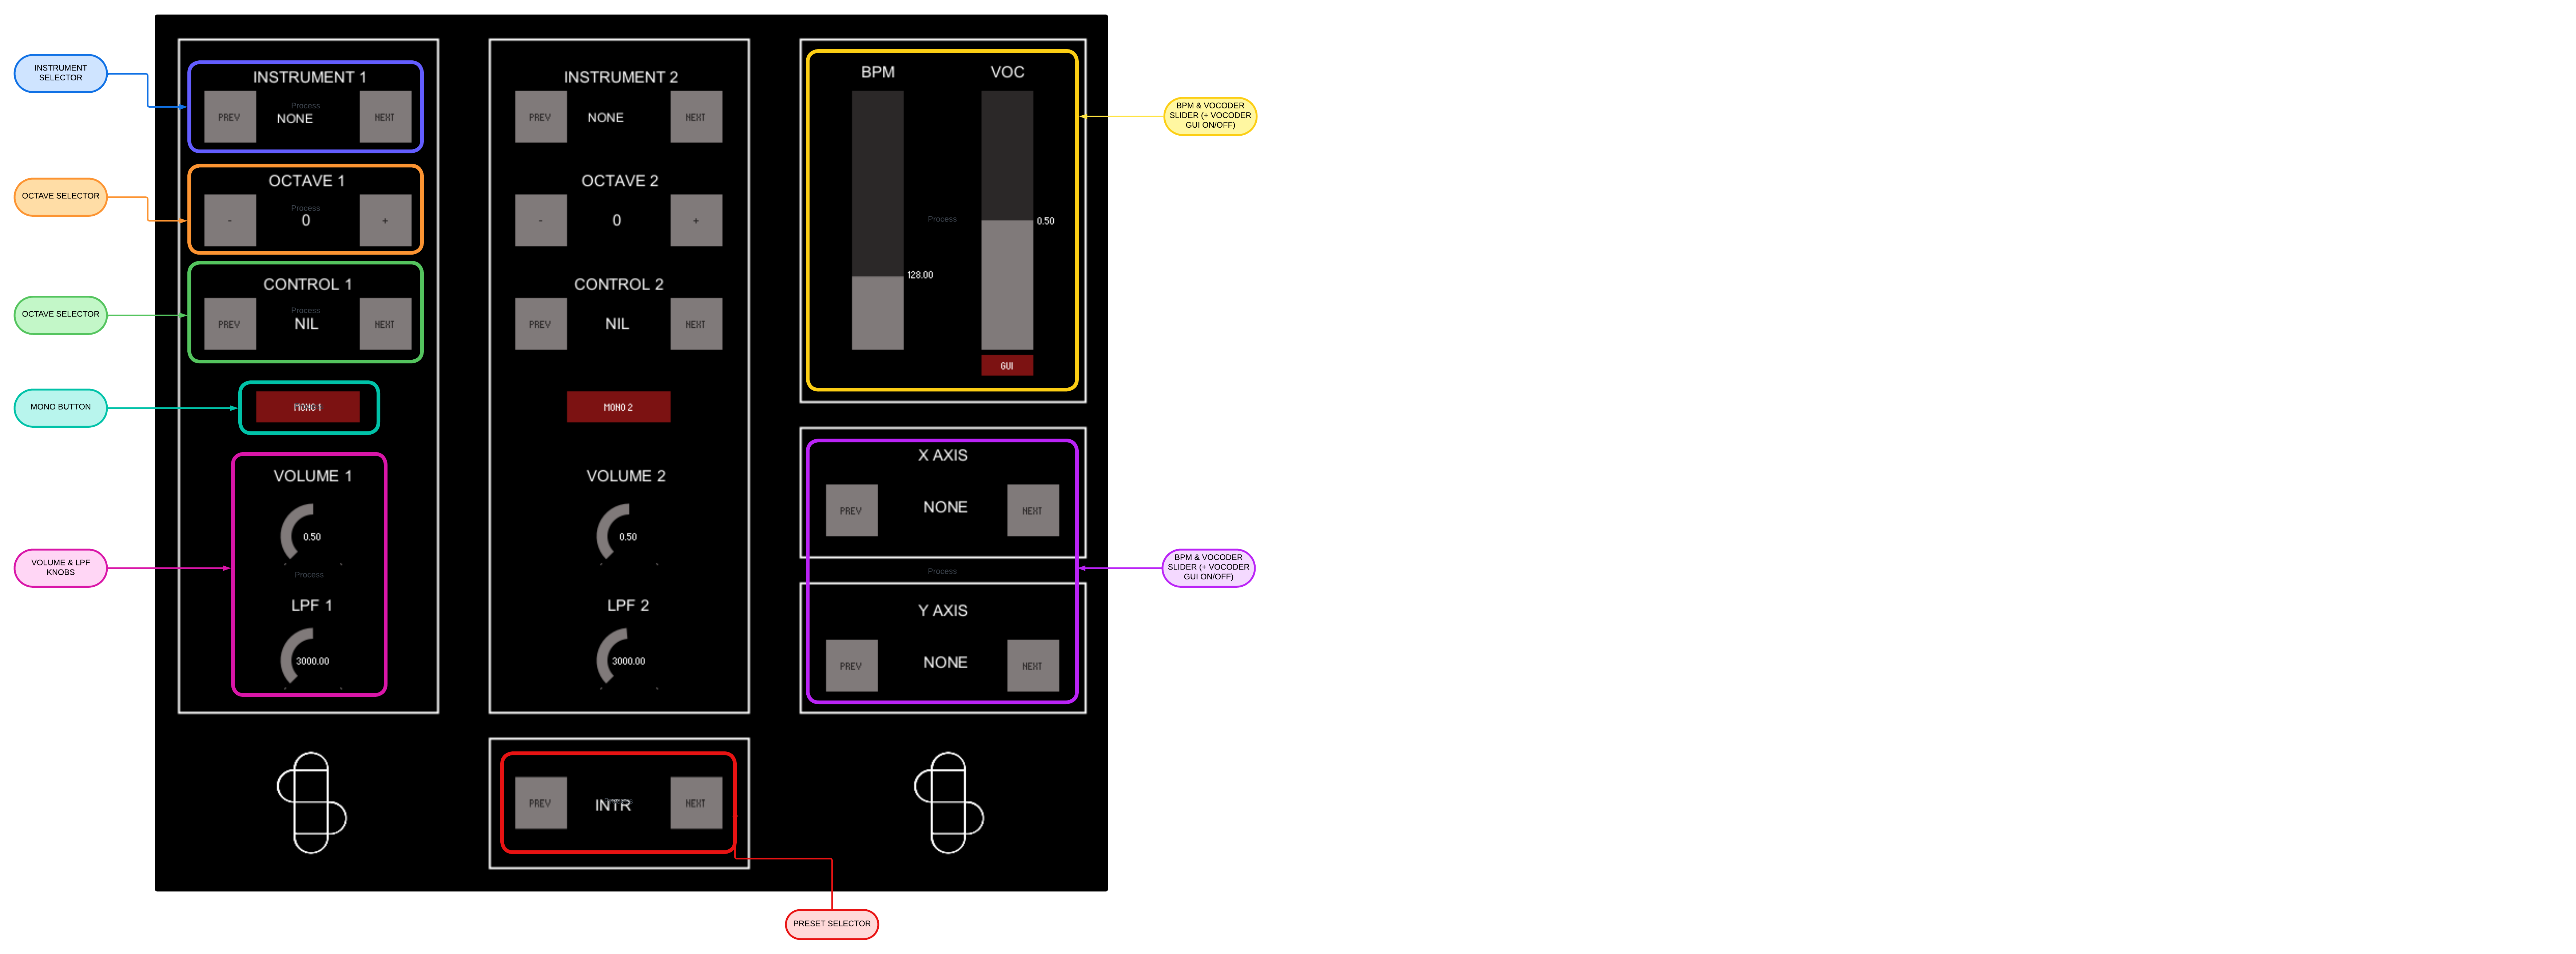 INSTRUMENT
SELECTOR
OCTAVE SELECTOR
OCTAVE SELECTOR
MONO BUTTON
VOLUME & LPF
KNOBS
INSTRUMENT 1
PREV
Process
NONE
NEXT
OCTAVE 1
-
Process
0
+
CONTROL 1
PREV
Process
NIL
NEXT
MONO 1
VOLUME 1
0.50
Process
LPF 1
3000.00
INSTRUMENT 2
PREV
NONE
NEXT
OCTAVE 2
-
0
+
CONTROL 2
PREV
NIL
NEXT
MONO 2
VOLUME 2
0.50
LPF 2
3000.00
PREV
INTR
NEXT
BPM
VOC
Process
128.00
0.50
GUI
X AXIS
PREV
NONE
NEXT
Process
Y AXIS
PREV
NONE
NEXT
BPM & VOCODER
SLIDER (+ VOCODER
GUI ON/OFF)
BPM & VOCODER
SLIDER (+ VOCODER
GUI ON/OFF)
PRESET SELECTOR